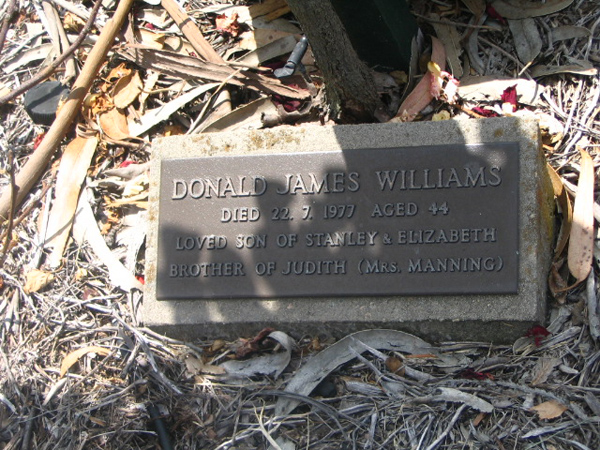 DONALD JAMES WILLIAMS
DIED 22. 7. 1977 AGED 44
LOVED SON OF STANLEY & ELIZABETH
BROTHER OF JUDITH (MRS. MANNING)